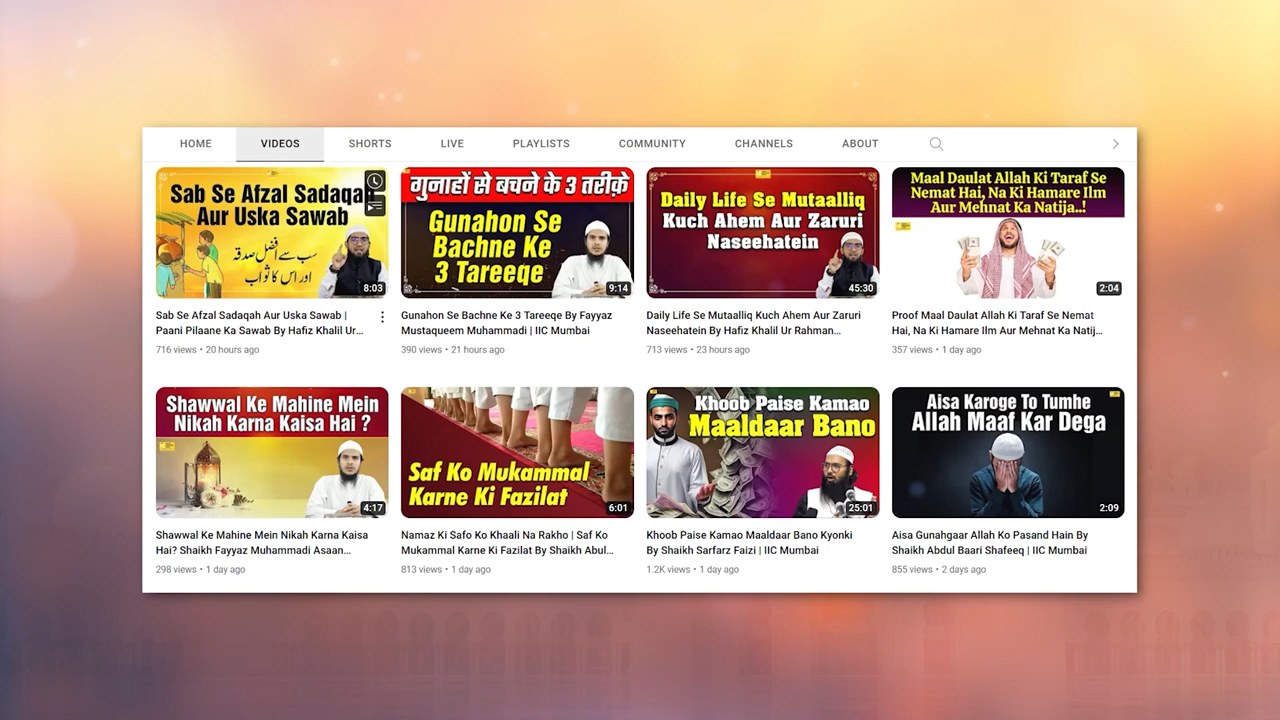 HOME VIDEOS SHORTS LIVE PLAYLISTS COMMUNITY CHANNELS ABOUT
Sab Se Afzal Sadaqah
Aur Uska Sawab
سب سے افضل صدقہ
اور اس کا ثواب
8:03
Sab Se Afzal Sadaqah Aur Uska Sawab |
Paani Pilaane Ka Sawab By Hafiz Khalil Ur...
716 views • 20 hours ago
गुनाहों से बचने के 3 तरीक़े
Gunahon Se
Bachne Ke
3 Tareeqe
9:14
Gunahon Se Bachne Ke 3 Tareeqe By Fayyaz
Mustaqueem Muhammadi | IIC Mumbai
390 views • 21 hours ago
Daily Life Se Mutaalliq
Kuch Ahem Aur Zaruri
Naseehatein
45:30
Daily Life Se Mutaalliq Kuch Ahem Aur Zaruri
Naseehatein By Hafiz Khalil Ur Rahman...
713 views • 23 hours ago
Maal Daulat Allah Ki Taraf Se
Nemat Hai, Na Ki Hamare Ilm
Aur Mehnat Ka Natija..!
2:04
Proof Maal Daulat Allah Ki Taraf Se Nemat
Hai, Na Ki Hamare Ilm Aur Mehnat Ka Natij...
357 views • 1 day ago
Shawwal Ke Mahine Mein
Nikah Karna Kaisa Hai ?
4:17
Shawwal Ke Mahine Mein Nikah Karna Kaisa
Hai? Shaikh Fayyaz Muhammadi Asaan...
298 views • 1 day ago
Saf Ko Mukammal
Karne Ki Fazilat
6:01
Namaz Ki Safo Ko Khaali Na Rakho | Saf Ko
Mukammal Karne Ki Fazilat By Shaikh Abul...
813 views • 1 day ago
Khoob Paise Kamao
Maaldaar Bano
25:01
Khoob Paise Kamao Maaldaar Bano Kyonki
By Shaikh Sarfarz Faizi | IIC Mumbai
1.2K views • 1 day ago
Aisa Karoge To Tumhe
Allah Maaf Kar Dega
2:09
Aisa Gunahgaar Allah Ko Pasand Hain By
Shaikh Abdul Baari Shafeeq | IIC Mumbai
855 views • 2 days ago